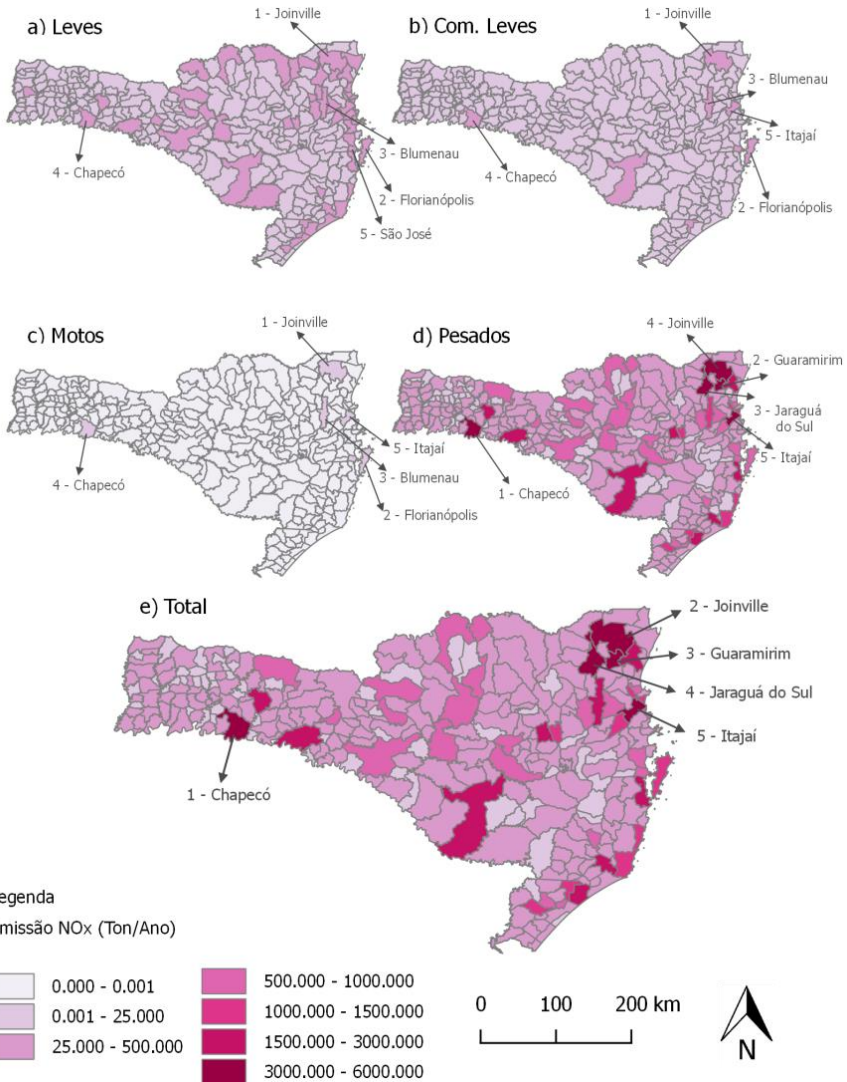 1 - Joinville
a) Leves
3 - Blumenau
4 - Chapecó
2 - Florianópolis
5 - São José
1 - Joinville
b) Com. Leves
3 - Blumenau
5 - Itajaí
4 - Chapecó
2 - Florianópolis
c) Motos
1 - Joinville
5 - Itajaí
3 - Blumenau
4 - Chapecó
2 - Florianópolis
d) Pesados
4 - Joinville
2 - Guaramirim
3 - Jaraguá
do Sul
5 - Itajaí
1 - Chapecó
e) Total
2 - Joinville
3 - Guaramirim
4 - Jaraguá do Sul
5 - Itajaí
1 - Chapecó
egenda
missão NOx (Ton/Ano)
0.000 - 0.001
0.001 - 25.000
25.000 - 500.000
500.000 - 1000.000
1000.000 - 1500.000
1500.000 - 3000.000
3000.000 - 6000.000
0 100 200 km
N